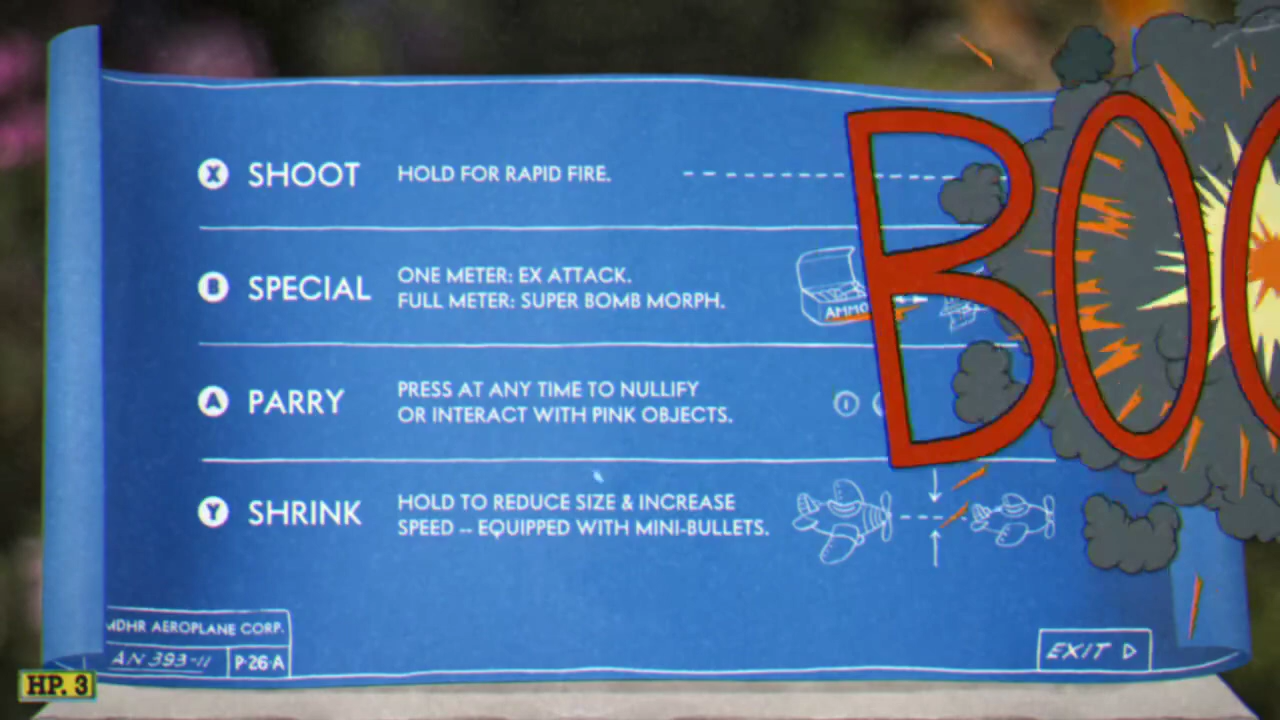 X SHOOT HOLD FOR RAPID FIRE.
B SPECIAL ONE METER: EX ATTACK.
FULL METER: SUPER BOMB MORPH.
AMMO
A PARRY PRESS AT ANY TIME TO NULLIFY
OR INTERACT WITH PINK OBJECTS.
Y SHRINK HOLD TO REDUCE SIZE & INCREASE
SPEED -- EQUIPPED WITH MINI-BULLETS.
BOO
MDHR AEROPLANE CORP.
AN 393-11 P-26-A
EXIT
HP. 3